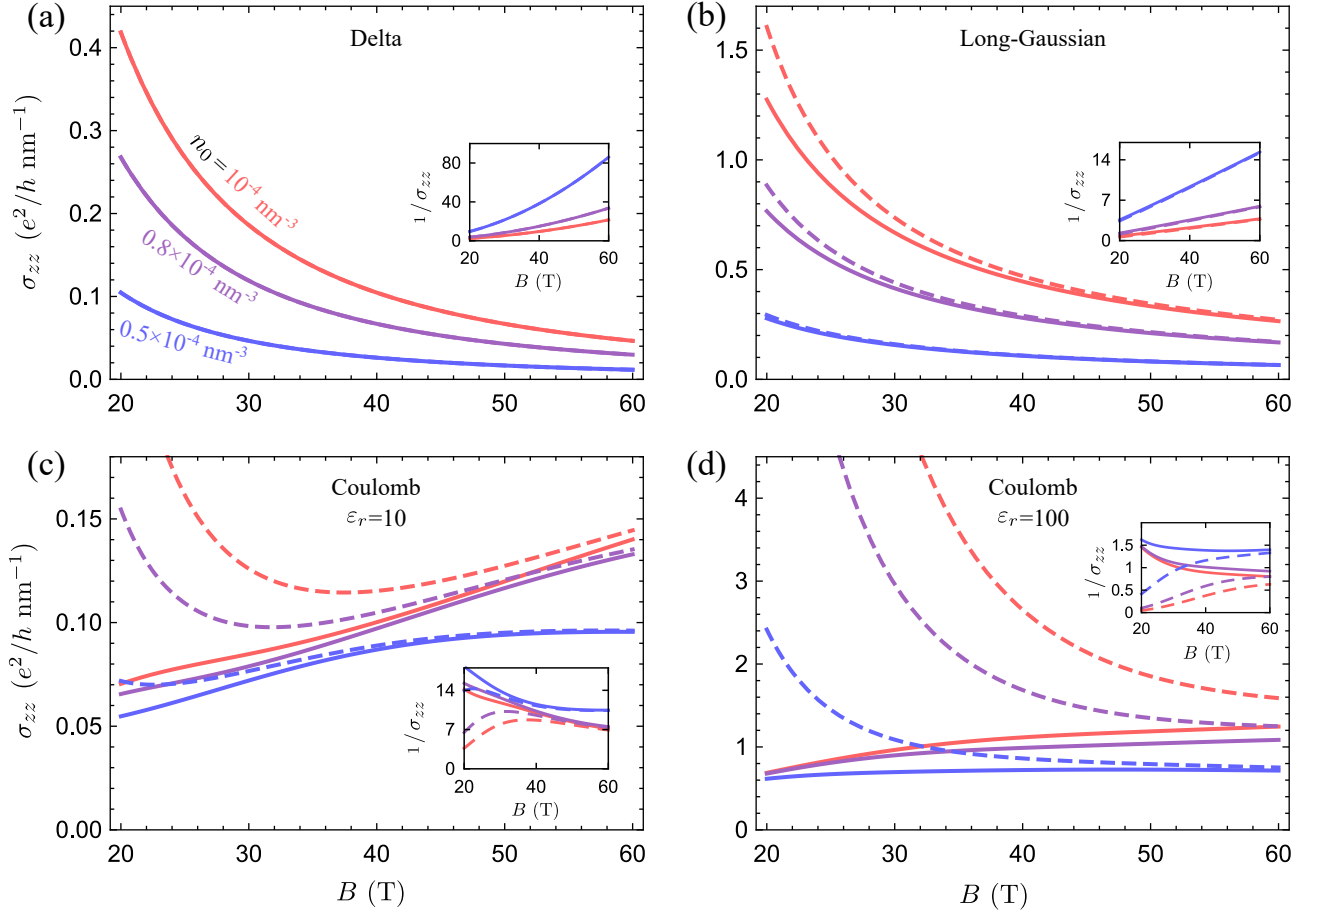 (a)
Delta
σzz (e²/h nm⁻¹)
0.4
0.3
0.2
0.1
0.0
n₀ = 10⁻⁴ nm⁻³
0.8×10⁻⁴ nm⁻³
0.5×10⁻⁴ nm⁻³
1/σzz
80
40
0
20 40 60
B (T)
20 30 40 50 60
(b)
Long-Gaussian
1.5
1.0
0.5
0.0
1/σzz
14
7
0
20 40 60
B (T)
20 30 40 50 60
(c)
Coulomb
εr=10
σzz (e²/h nm⁻¹)
0.15
0.10
0.05
0.00
1/σzz
14
7
0
20 40 60
B (T)
20 30 40 50 60
B (T)
(d)
Coulomb
εr=100
4
3
2
1
0
1/σzz
1.5
1
0.5
0
20 40 60
B (T)
20 30 40 50 60
B (T)